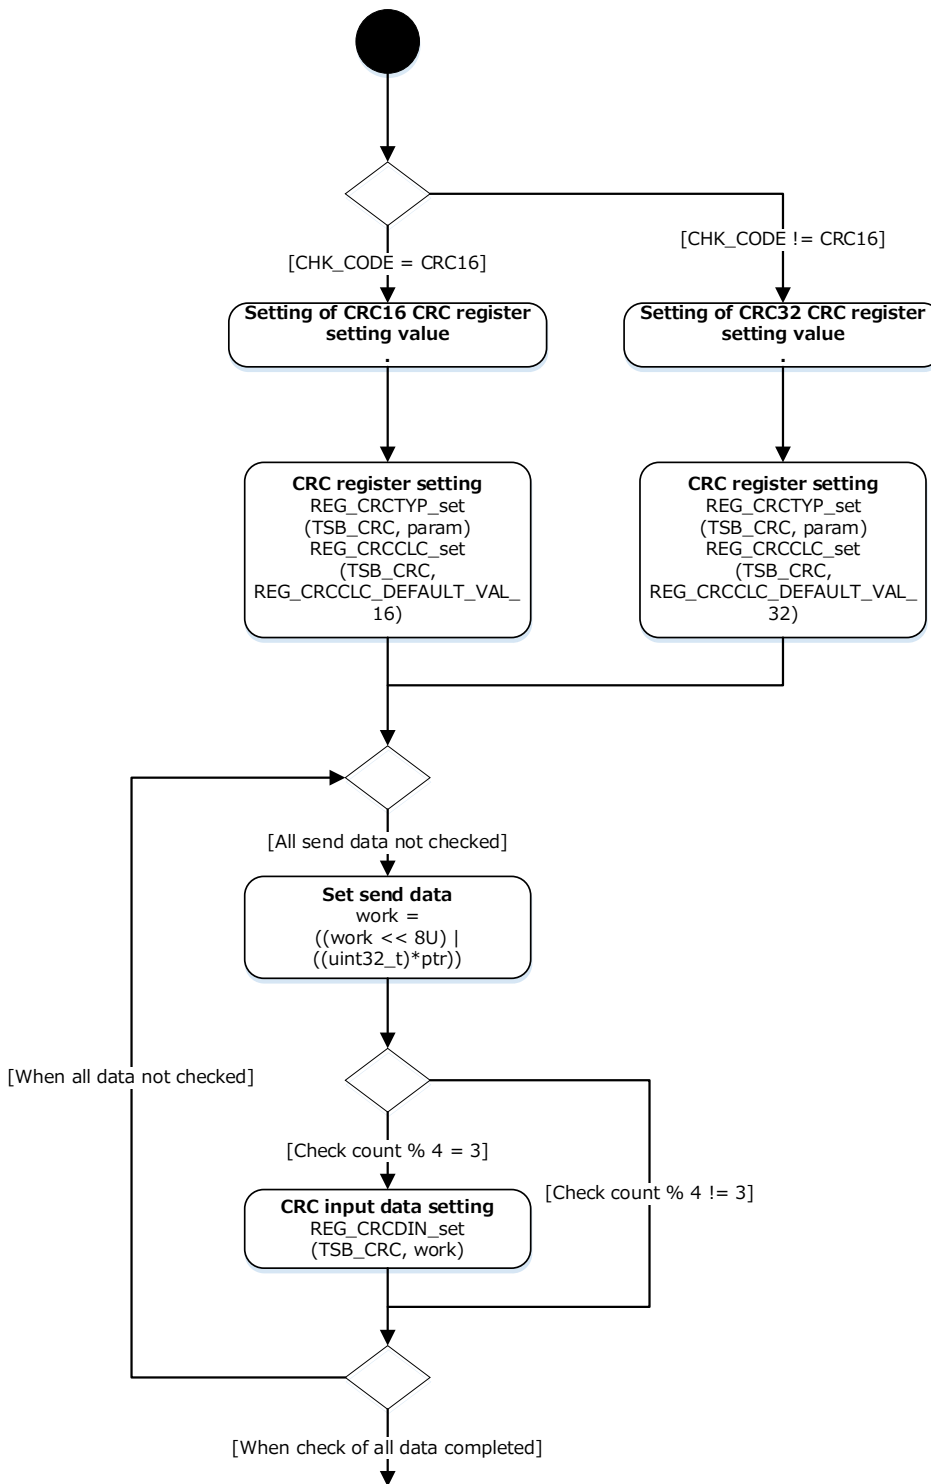 [CHK_CODE != CRC16]
[CHK_CODE = CRC16]
Setting of CRC16 CRC register
setting value
.
Setting of CRC32 CRC register
setting value
.
CRC register setting
REG_CRCTYP_set
(TSB_CRC, param)
REG_CRCCLC_set
(TSB_CRC,
REG_CRCCLC_DEFAULT_VAL_
16)
CRC register setting
REG_CRCTYP_set
(TSB_CRC, param)
REG_CRCCLC_set
(TSB_CRC,
REG_CRCCLC_DEFAULT_VAL_
32)
[All send data not checked]
Set send data
work =
((work << 8U) |
((uint32_t)*ptr))
[When all data not checked]
[Check count % 4 = 3]
[Check count % 4 != 3]
CRC input data setting
REG_CRCDIN_set
(TSB_CRC, work)
[When check of all data completed]